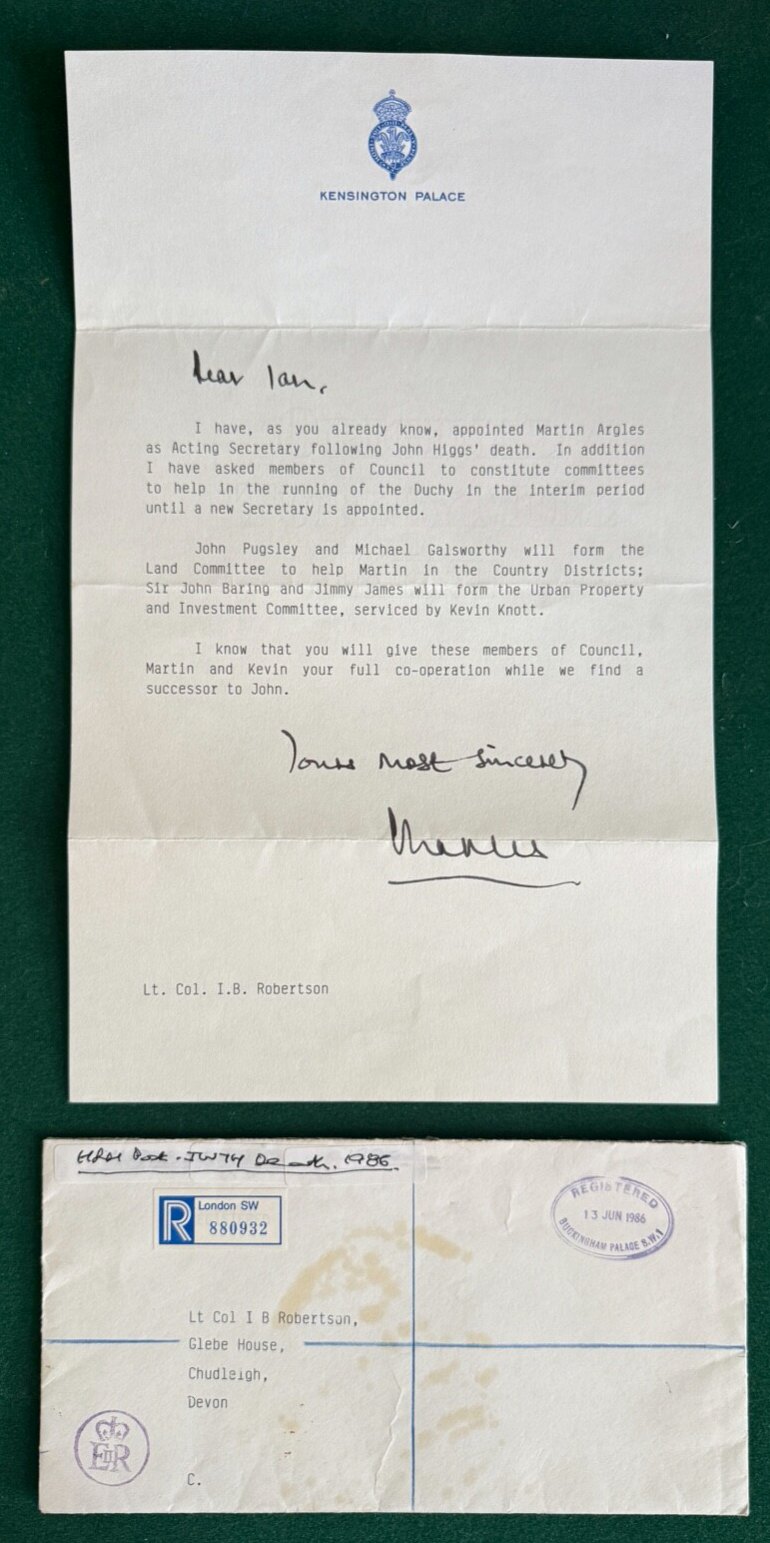 KENSINGTON PALACE
Dear Ian,
I have, as you already know, appointed Martin Argles
as Acting Secretary following John Higgs' death. In addition
I have asked members of Council to constitute committees
to help in the running of the Duchy in the interim period
until a new Secretary is appointed.
John Pugsley and Michael Galsworthy will form the
Land Committee to help Martin in the Country Districts;
Sir John Baring and Jimmy James will form the Urban Property
and Investment Committee, serviced by Kevin Knott.
I know that you will give these members of Council,
Martin and Kevin your full co-operation while we find a
successor to John.
Yours most sincerely
Charles
Lt. Col. I.B. Robertson
HRH 1986.
R London SW
880932
REGISTERED
13 JUN 1986
BUCKINGHAM PALACE S.W.1
Lt Col I B Robertson,
Glebe House,
Chudleigh,
Devon
EIIR
C.